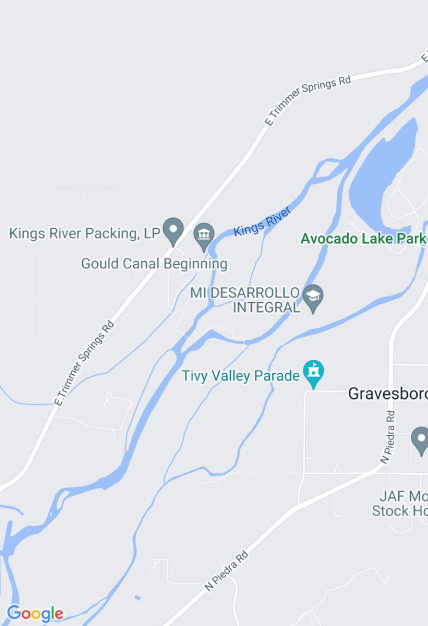 E
E Trimmer Springs Rd
Kings River
Kings River Packing, LP
Avocado Lake Park
Gould Canal Beginning
MI DESARROLLO
INTEGRAL
E Trimmer Springs Rd
Tivy Valley Parade
Gravesboro
N Piedra Rd
JAF Mo
Stock Ho
N Piedra Rd
Google